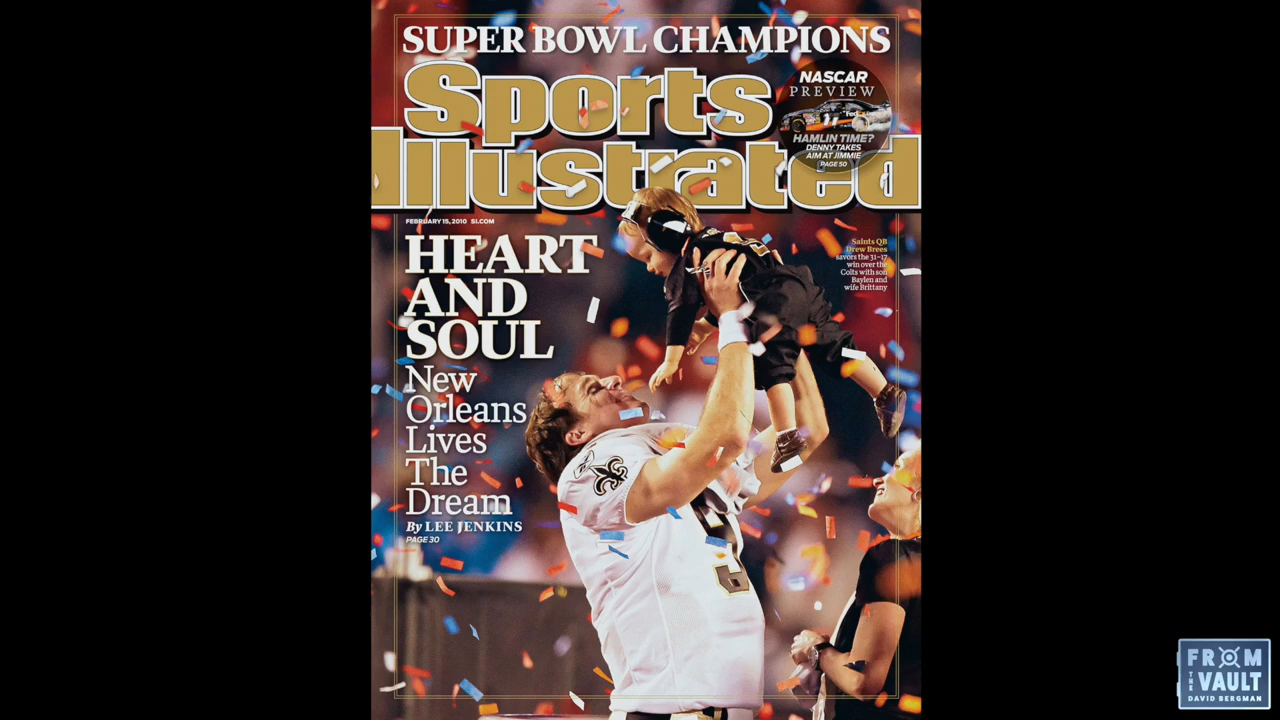 SUPER BOWL CHAMPIONS
Sports
Illustrated
NASCAR
PREVIEW
FedEx
11
HAMLIN TIME?
DENNY TAKES
AIM AT JIMMIE
PAGE 50
FEBRUARY 15, 2010 SI.COM
HEART
AND
SOUL
New
Orleans
Lives
The
Dream
By LEE JENKINS
PAGE 30
Saints QB
Drew Brees
savors the 31–17
win over the
Colts with son
Baylen and
wife Brittany
9
FROM
THE
VAULT
DAVID BERGMAN